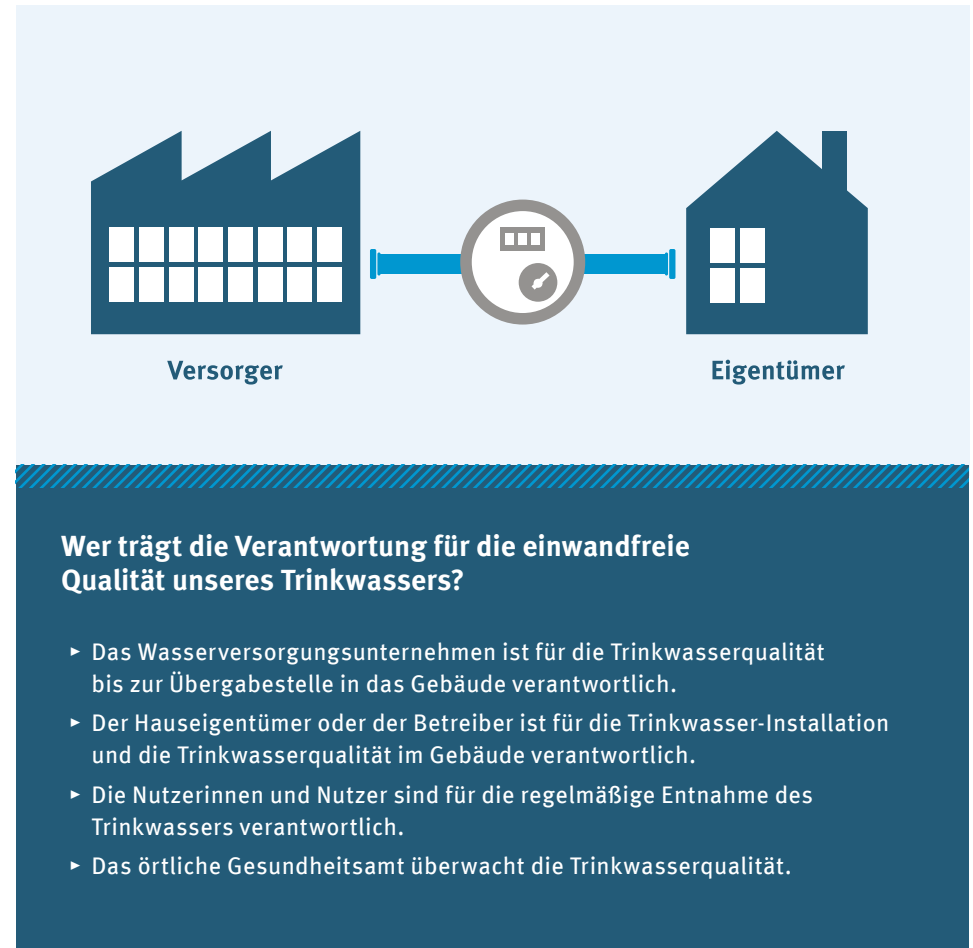 Versorger
Eigentümer
Wer trägt die Verantwortung für die einwandfreie
Qualität unseres Trinkwassers?
▸ Das Wasserversorgungsunternehmen ist für die Trinkwasserqualität
bis zur Übergabestelle in das Gebäude verantwortlich.
▸ Der Hauseigentümer oder der Betreiber ist für die Trinkwasser-Installation
und die Trinkwasserqualität im Gebäude verantwortlich.
▸ Die Nutzerinnen und Nutzer sind für die regelmäßige Entnahme des
Trinkwassers verantwortlich.
▸ Das örtliche Gesundheitsamt überwacht die Trinkwasserqualität.